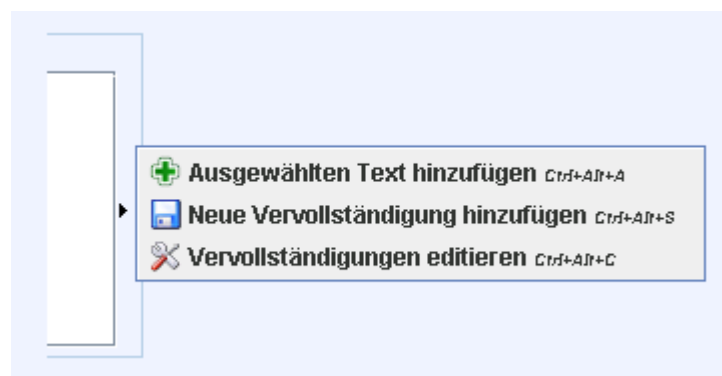 Ausgewählten Text hinzufügen Ctrl+Alt+A
Neue Vervollständigung hinzufügen Ctrl+Alt+S
Vervollständigungen editieren Ctrl+Alt+C